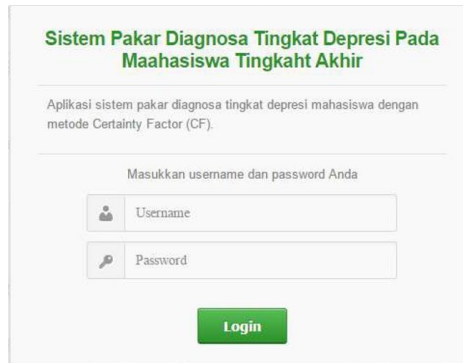 Sistem Pakar Diagnosa Tingkat Depresi Pada
Maahasiswa Tingkaht Akhir
Aplikasi sistem pakar diagnosa tingkat depresi mahasiswa dengan
metode Certainty Factor (CF).
Masukkan username dan password Anda
Username
Password
Login